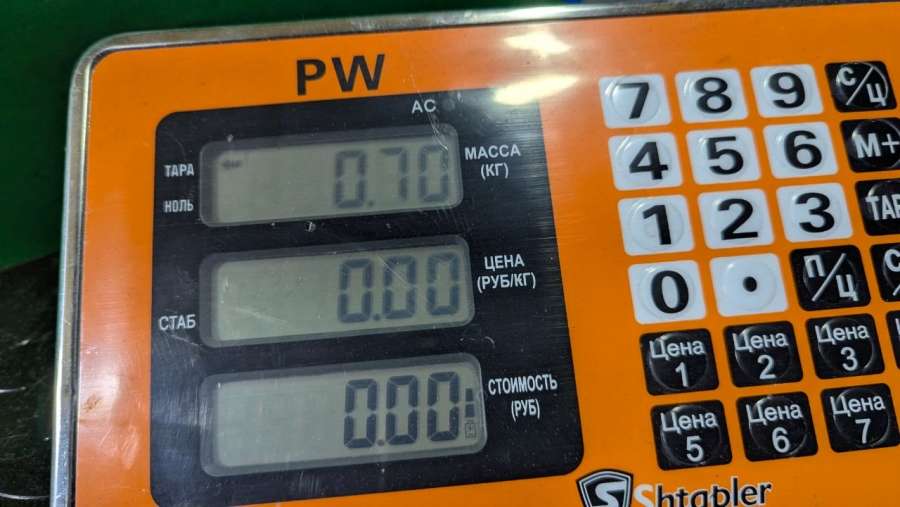 PW
AC
ТАРА
НОЛЬ
0.70
МАССА
(КГ)
0.00
ЦЕНА
(РУБ/КГ)
СТАБ
0.00
СТОИМОСТЬ
(РУБ)
7 8 9 С/Ц
4 5 6 М+
1 2 3
0 . П/Ц
Цена 1
Цена 2
Цена 3
Цена 5
Цена 6
Цена 7
Shtapler